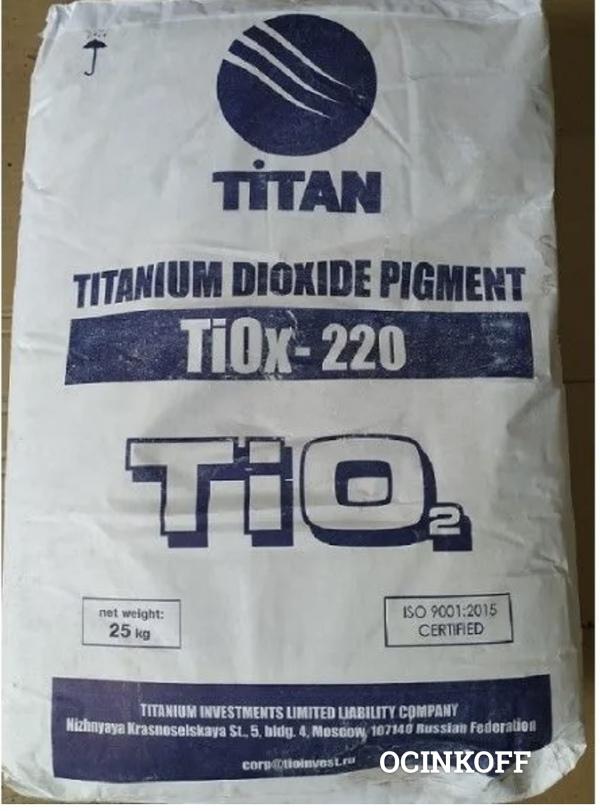 TiTAN
TITANIUM DIOXIDE PIGMENT
TiOx- 220
TiO₂
net weight:
25 kg
ISO 9001:2015
CERTIFIED
TITANIUM INVESTMENTS LIMITED LIABILITY COMPANY
Nizhnyaya Krasnoselskaya St., 5, bldg. 4, Moscow, 107140 Russian Federation
corp@tioinvest.ru
OCINKOFF